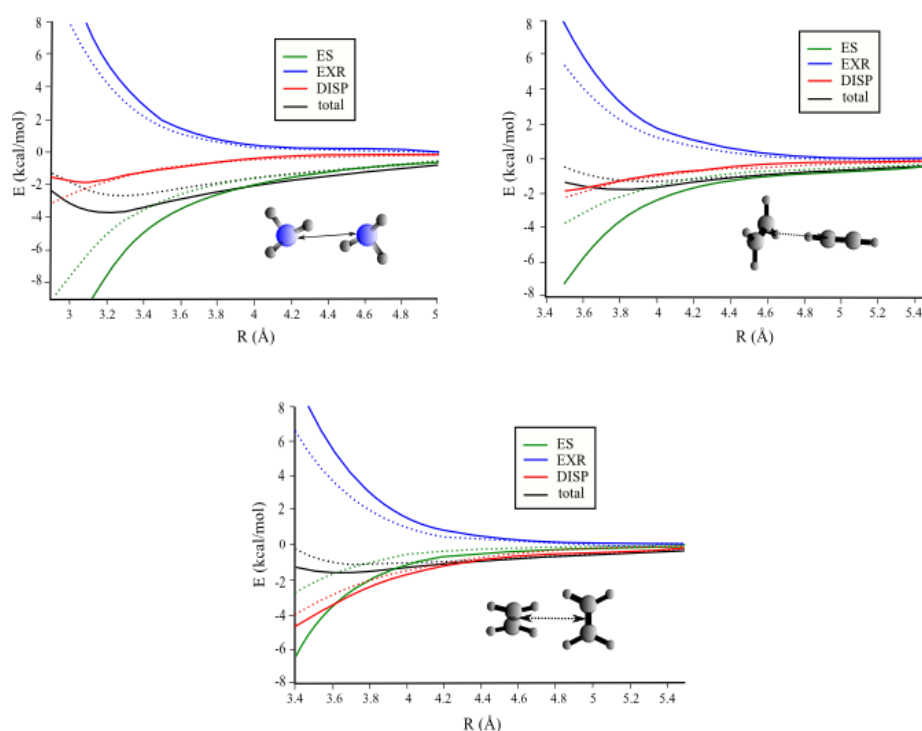 8
6
4
2
0
-2
-4
-6
-8
E (kcal/mol)
ES
EXR
DISP
total
3 3.2 3.4 3.6 3.8 4 4.2 4.4 4.6 4.8 5
R (Å)
8
6
4
2
0
-2
-4
-6
-8
E (kcal/mol)
ES
EXR
DISP
total
3.4 3.6 3.8 4 4.2 4.4 4.6 4.8 5 5.2 5.4
R (Å)
8
6
4
2
0
-2
-4
-6
-8
E (kcal/mol)
ES
EXR
DISP
total
3.4 3.6 3.8 4 4.2 4.4 4.6 4.8 5 5.2 5.4
R (Å)